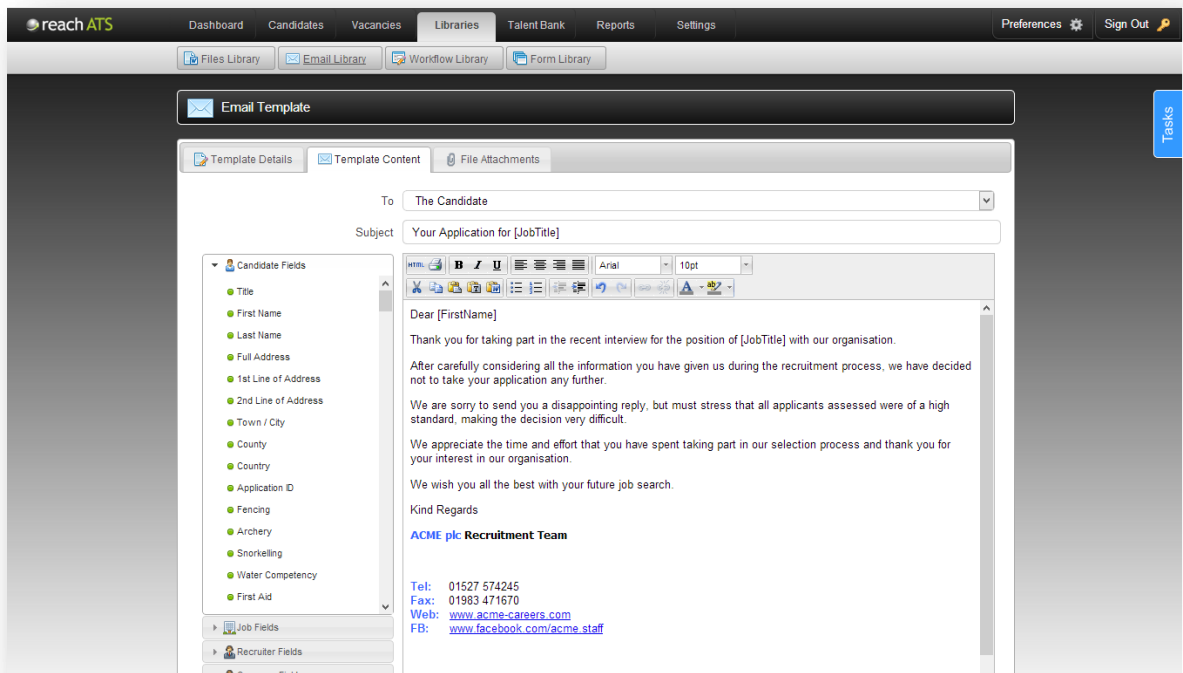 reach ATS
Dashboard Candidates Vacancies Libraries Talent Bank Reports Settings
Preferences Sign Out
Files Library Email Library Workflow Library Form Library
Email Template
Tasks
Template Details Template Content File Attachments
To The Candidate
Subject Your Application for [JobTitle]
Candidate Fields
Title
First Name
Last Name
Full Address
1st Line of Address
2nd Line of Address
Town / City
County
Country
Application ID
Fencing
Archery
Snorkelling
Water Competency
First Aid
Job Fields
Recruiter Fields
HTML B I U Arial 10pt
Dear [FirstName]
Thank you for taking part in the recent interview for the position of [JobTitle] with our organisation.
After carefully considering all the information you have given us during the recruitment process, we have decided
not to take your application any further.
We are sorry to send you a disappointing reply, but must stress that all applicants assessed were of a high
standard, making the decision very difficult.
We appreciate the time and effort that you have spent taking part in our selection process and thank you for
your interest in our organisation.
We wish you all the best with your future job search.
Kind Regards
ACME plc Recruitment Team
Tel: 01527 574245
Fax: 01983 471670
Web: www.acme-careers.com
FB: www.facebook.com/acme.staff